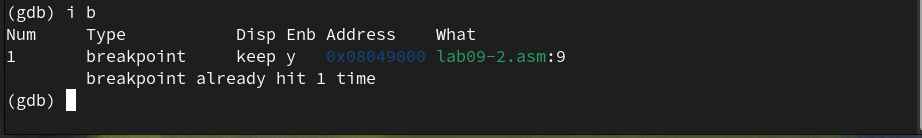 (gdb) i b
Num     Type           Disp Enb Address    What
1       breakpoint     keep y   0x08049000 lab09-2.asm:9
        breakpoint already hit 1 time
(gdb)